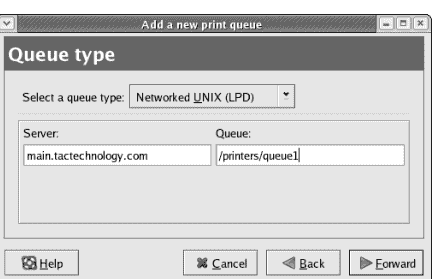 Add a new print queue
Queue type
Select a queue type: Networked UNIX (LPD)
Server: Queue:
main.tactechnology.com /printers/queue1
Help Cancel Back Forward